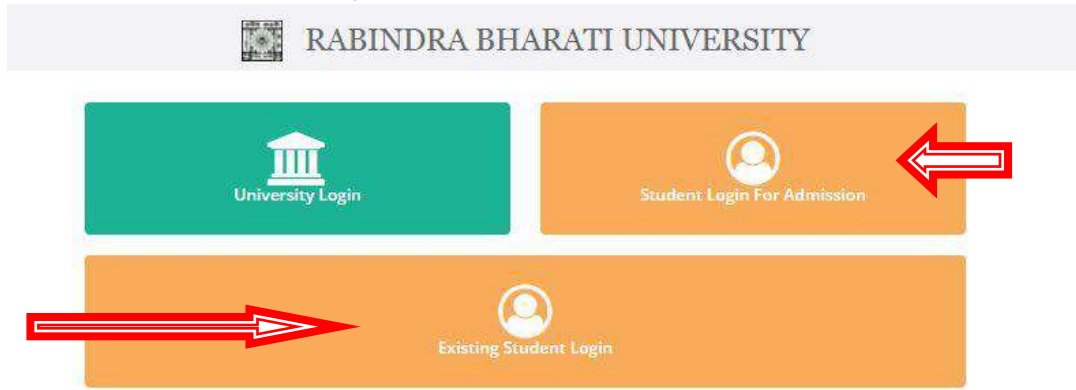 RABINDRA BHARATI UNIVERSITY
University Login
Student Login For Admission
Existing Student Login